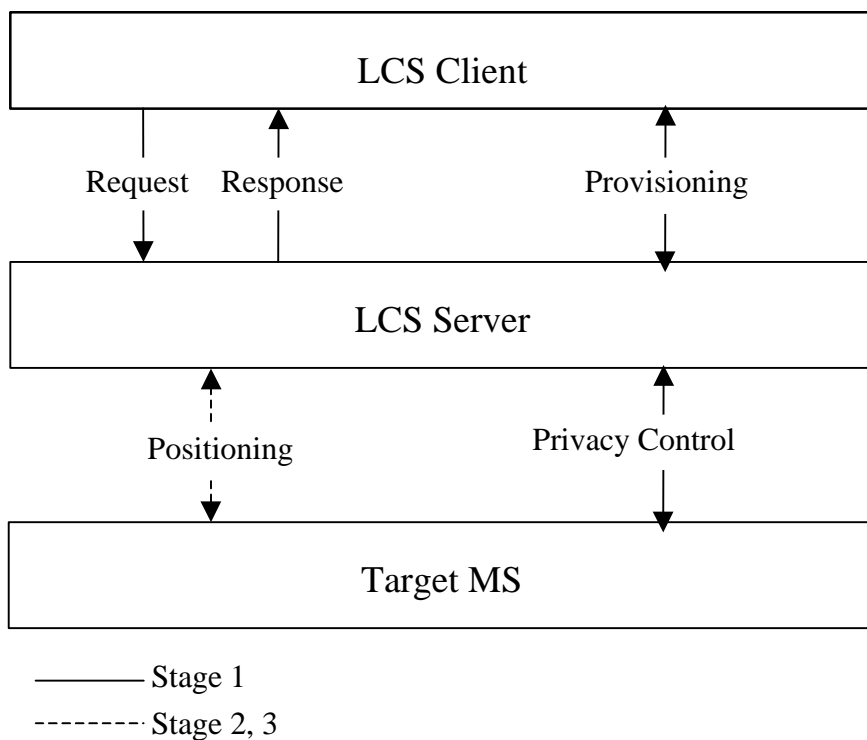 LCS Client
Request Response Provisioning
LCS Server
Positioning Privacy Control
Target MS
Stage 1
Stage 2, 3